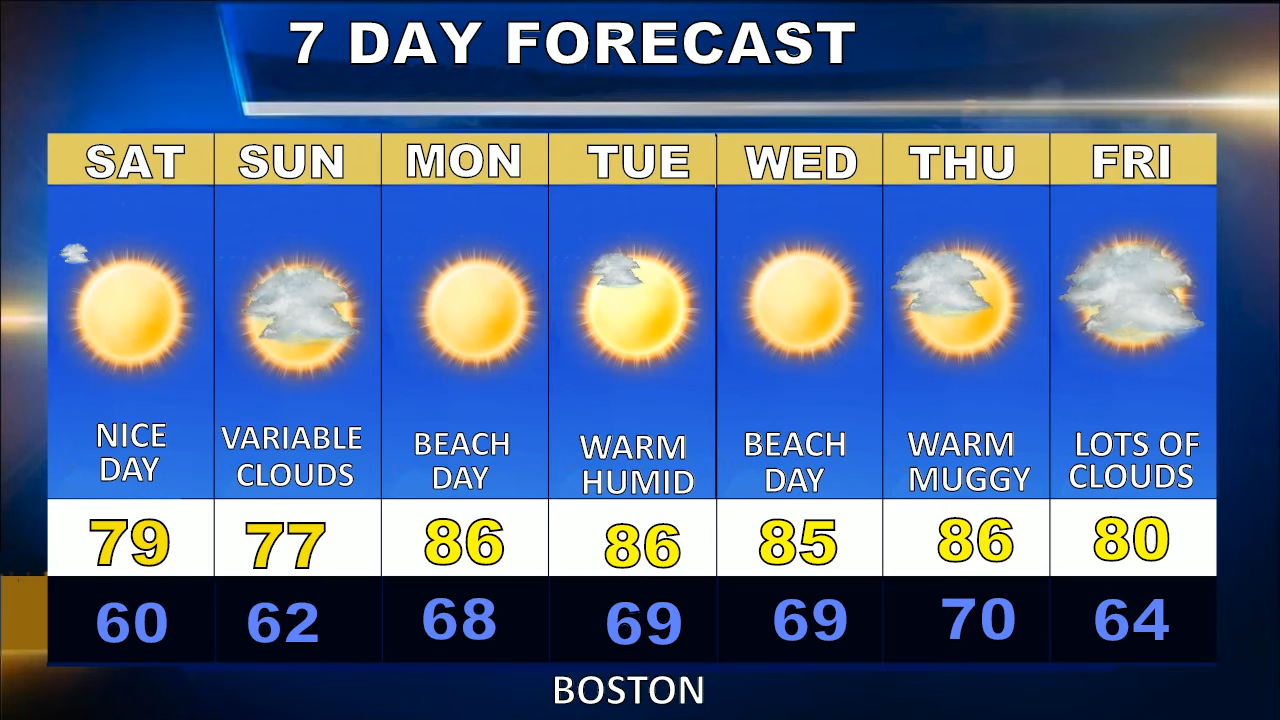 7 DAY FORECAST
SAT SUN MON TUE WED THU FRI
NICE DAY
VARIABLE CLOUDS
BEACH DAY
WARM HUMID
BEACH DAY
WARM MUGGY
LOTS OF CLOUDS
79 77 86 86 85 86 80
60 62 68 69 69 70 64
BOSTON